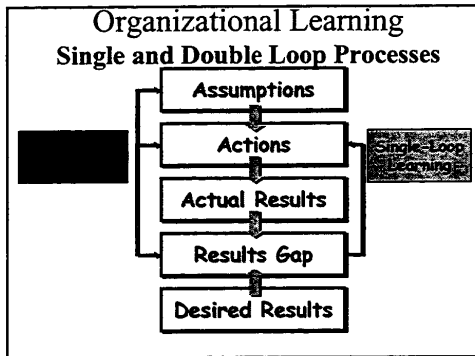 Organizational Learning
Single and Double Loop Processes
Assumptions
Actions
Single-Loop
Learning
Actual Results
Results Gap
Desired Results